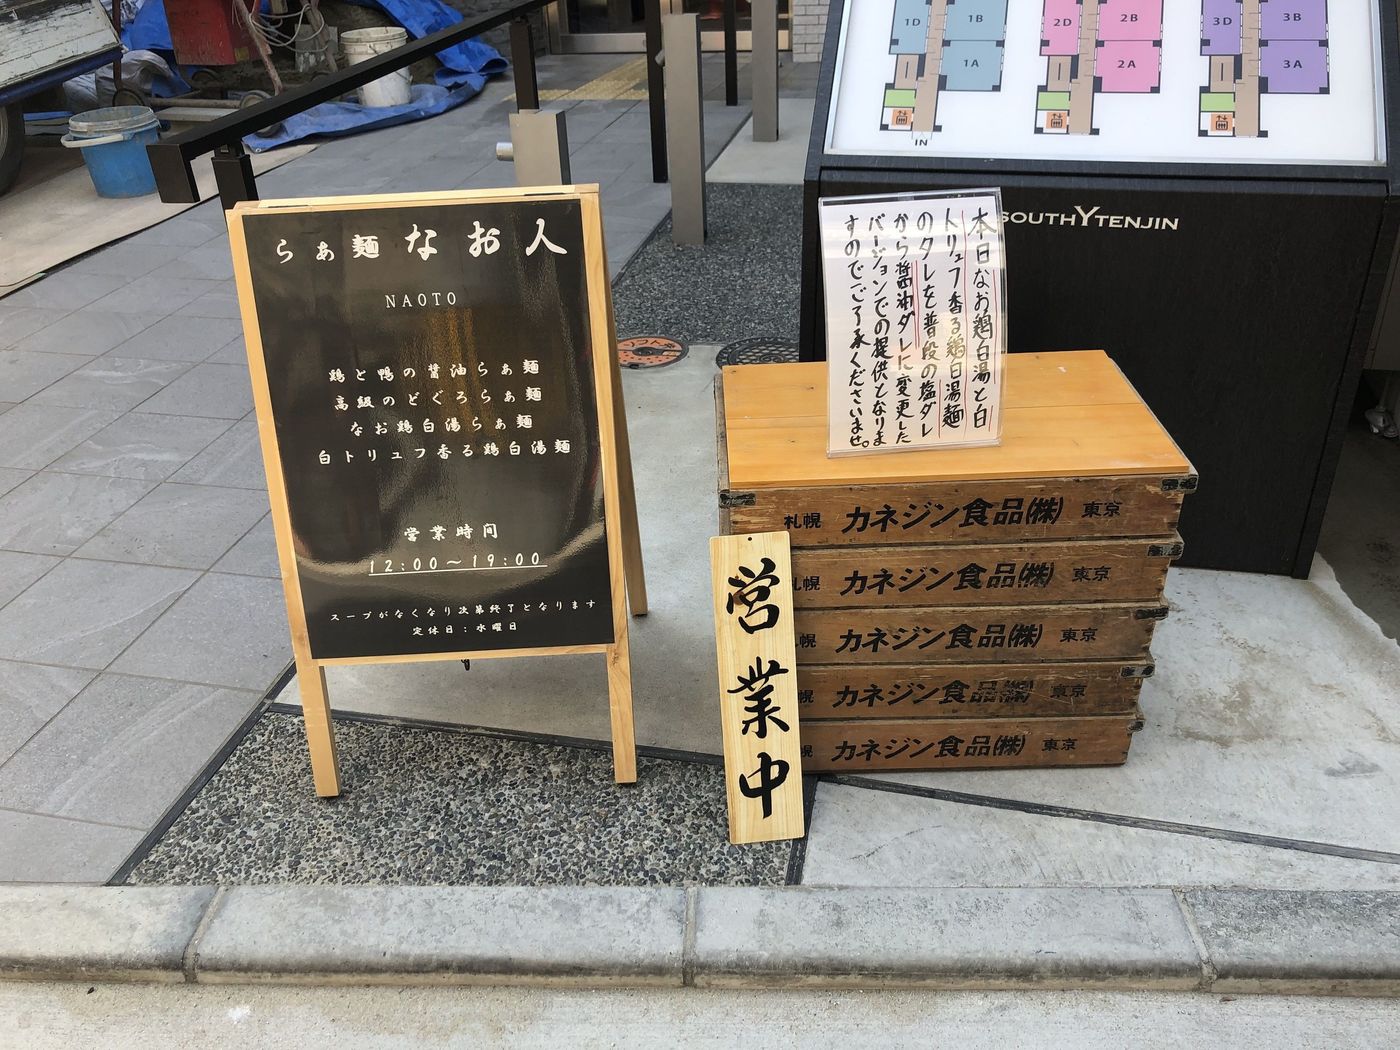 らぁ麺 なお人
NAOTO
鶏と鴨の醤油らぁ麺
高級のどぐろらぁ麺
なお鶏白湯らぁ麺
白トリュフ香る鶏白湯麺
営業時間
12:00～19:00
スープがなくなり次第終了となります
定休日：水曜日
本日なお鶏白湯と白
トリュフ香る鶏白湯麺
のタレを普段の塩ダレ
から醤油ダレに変更した
バージョンでの提供となりま
すのでご了承くださいませ。
営業中
札幌 カネジン食品(株) 東京
札幌 カネジン食品(株) 東京
幌 カネジン食品(株) 東京
幌 カネジン食品(株) 東京
幌 カネジン食品(株) 東京
1D 1B
1A
2D 2B
2A
3D 3B
3A
IN
SOUTHYTENJIN